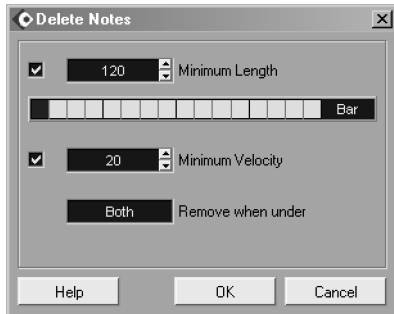 Delete Notes
120 Minimum Length
Bar
20 Minimum Velocity
Both Remove when under
Help OK Cancel